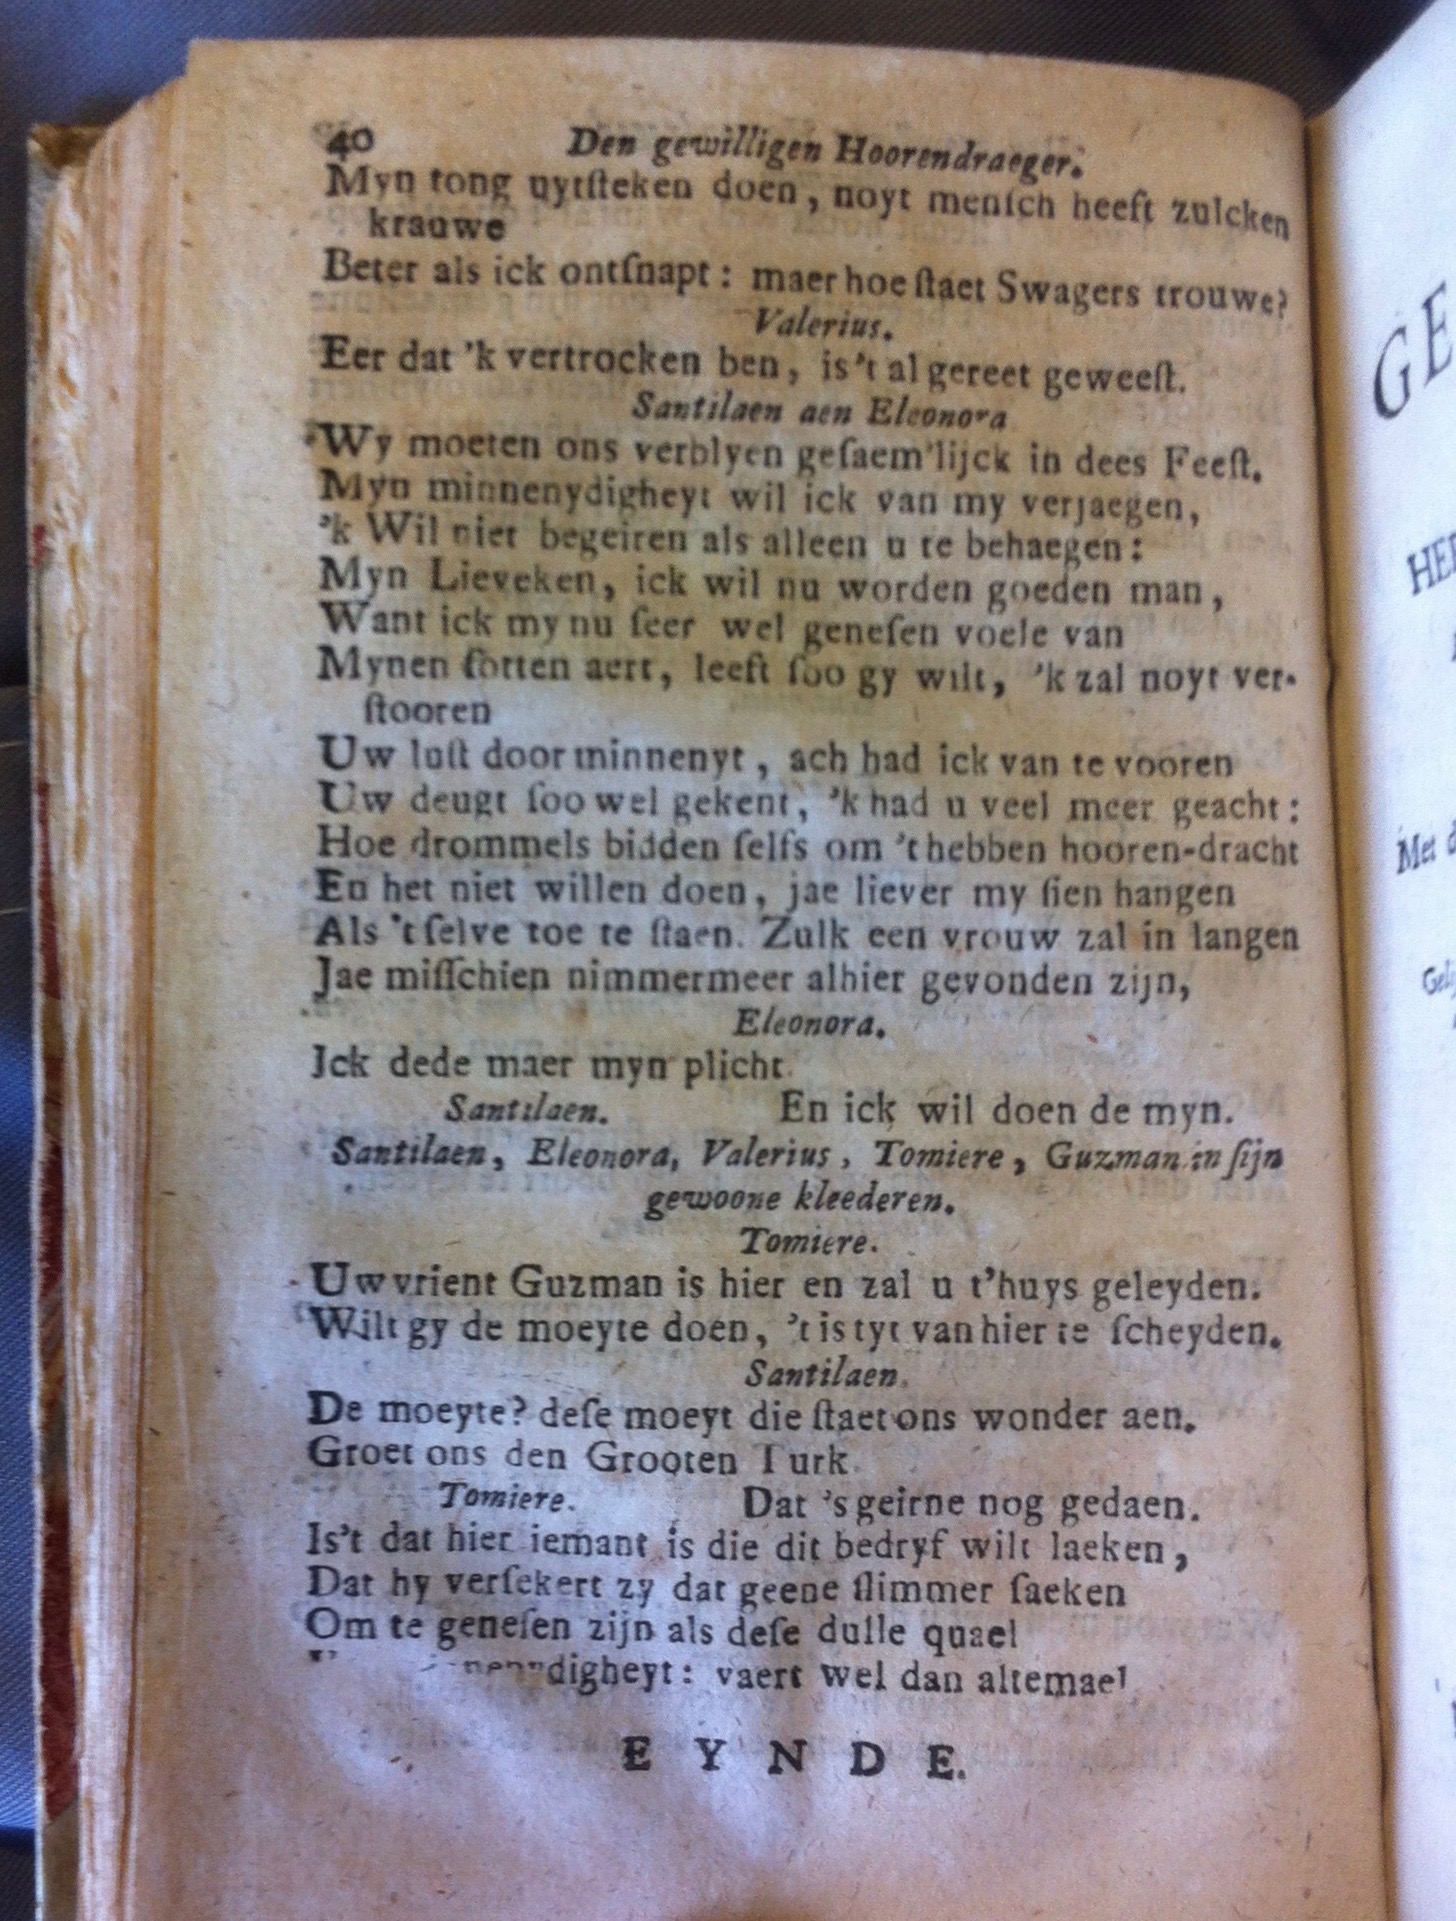 40 Den gewilligen Hoorendraeger.
Myn tong uytſteken doen, noyt menſch heeft zulcken
krauwe
Beter als ick ontſnapt: maer hoe ſtaet Swagers trouwe?
Valerius.
Eer dat 'k vertrocken ben, is't al gereet geweeſt.
Santilaen aen Eleonora
Wy moeten ons verblyen geſaem'lijck in dees Feeſt.
Myn minnenydigheyt wil ick van my verjaegen,
'k Wil niet begeiren als alleen u te behaegen:
Myn Lieveken, ick wil nu worden goeden man,
Want ick my nu ſeer wel geneſen voele van
Mynen ſotten aert, leeft ſoo gy wilt, 'k zal noyt ver-
ſtooren
Uw luſt door minnenyt, ach had ick van te vooren
Uw deugt ſoo wel gekent, 'k had u veel meer geacht:
Hoe drommels bidden ſelfs om 't hebben hooren-dracht
En het niet willen doen, jae liever my ſien hangen
Als 't ſelve toe te ſtaen. Zulk een vrouw zal in langen
Jae miſſchien nimmermeer alhier gevonden zijn,
Eleonora.
Ick dede maer myn plicht.
Santilaen. En ick wil doen de myn.
Santilaen, Eleonora, Valerius, Tomiere, Guzman in ſijn
gewoone kleederen.
Tomiere.
Uw vrient Guzman is hier en zal u t'huys geleyden.
Wilt gy de moeyte doen, 't is tyt van hier te ſcheyden.
Santilaen.
De moeyte? deſe moeyt die ſtaet ons wonder aen.
Groet ons den Grooten Turk.
Tomiere. Dat 's geirne nog gedaen.
Is't dat hier iemant is die dit bedryf wilt laeken,
Dat hy verſekert zy dat geene ſlimmer ſaeken
Om te geneſen zijn als deſe dulle quael
vaert wel dan altemael
EYNDE.
GE
HE
Met d